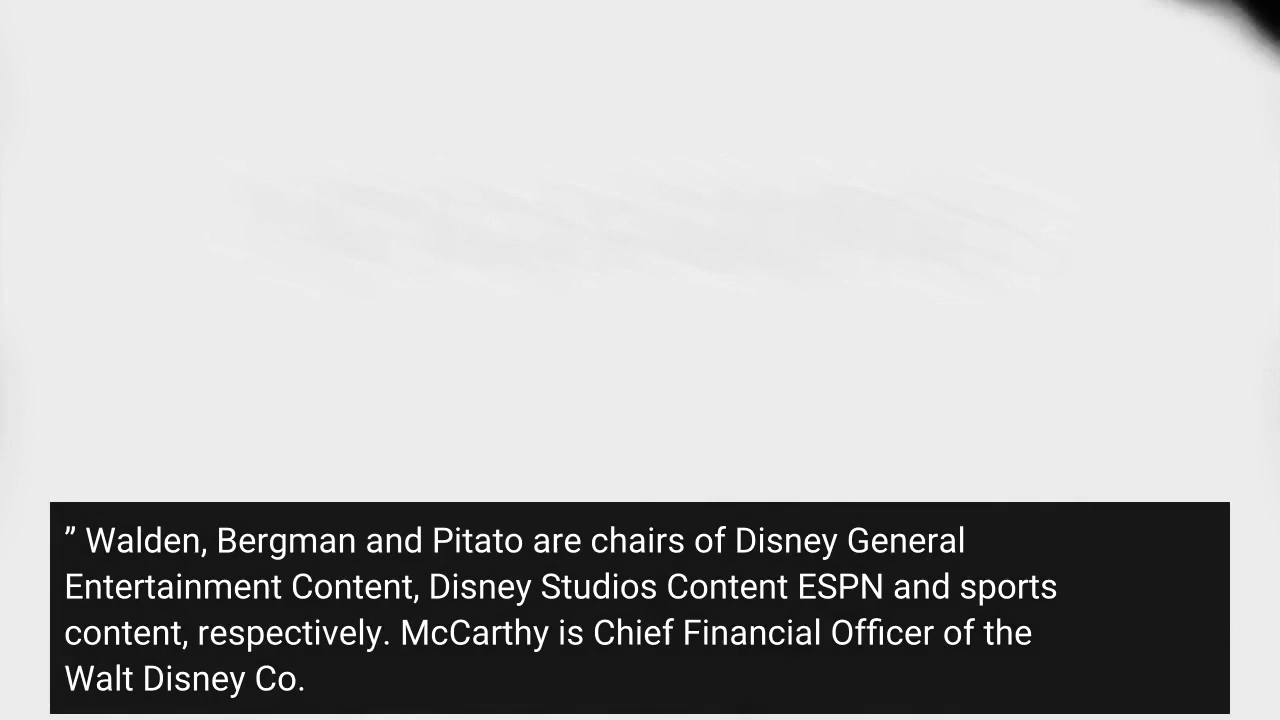 ” Walden, Bergman and Pitato are chairs of Disney General
Entertainment Content, Disney Studios Content ESPN and sports
content, respectively. McCarthy is Chief Financial Officer of the
Walt Disney Co.